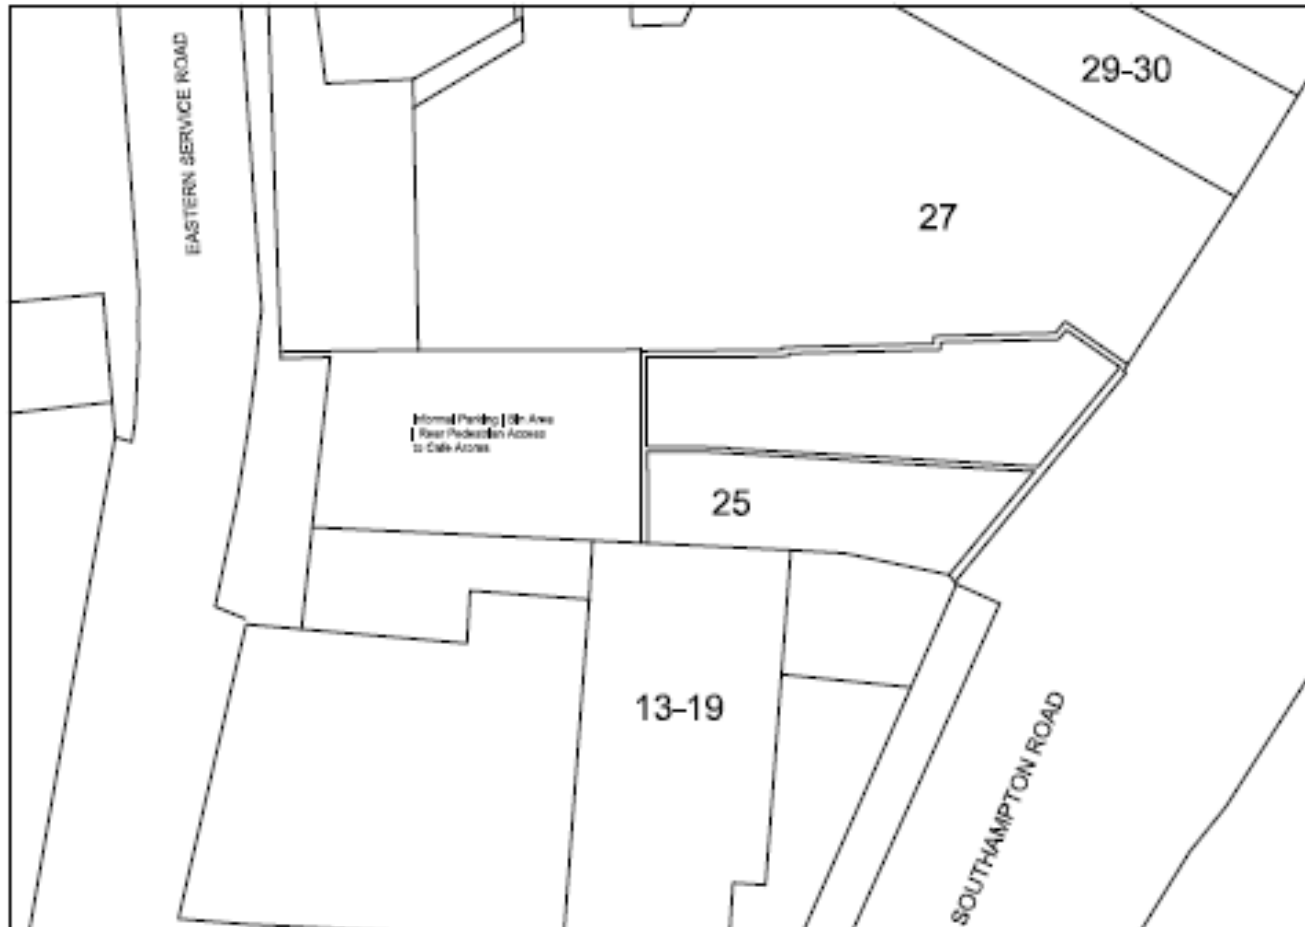 29-30
EASTERN SERVICE ROAD
27
Informal Parking | Bin Area
| Rear Pedestrian Access
to Cafe Access
25
13-19
SOUTHAMPTON ROAD